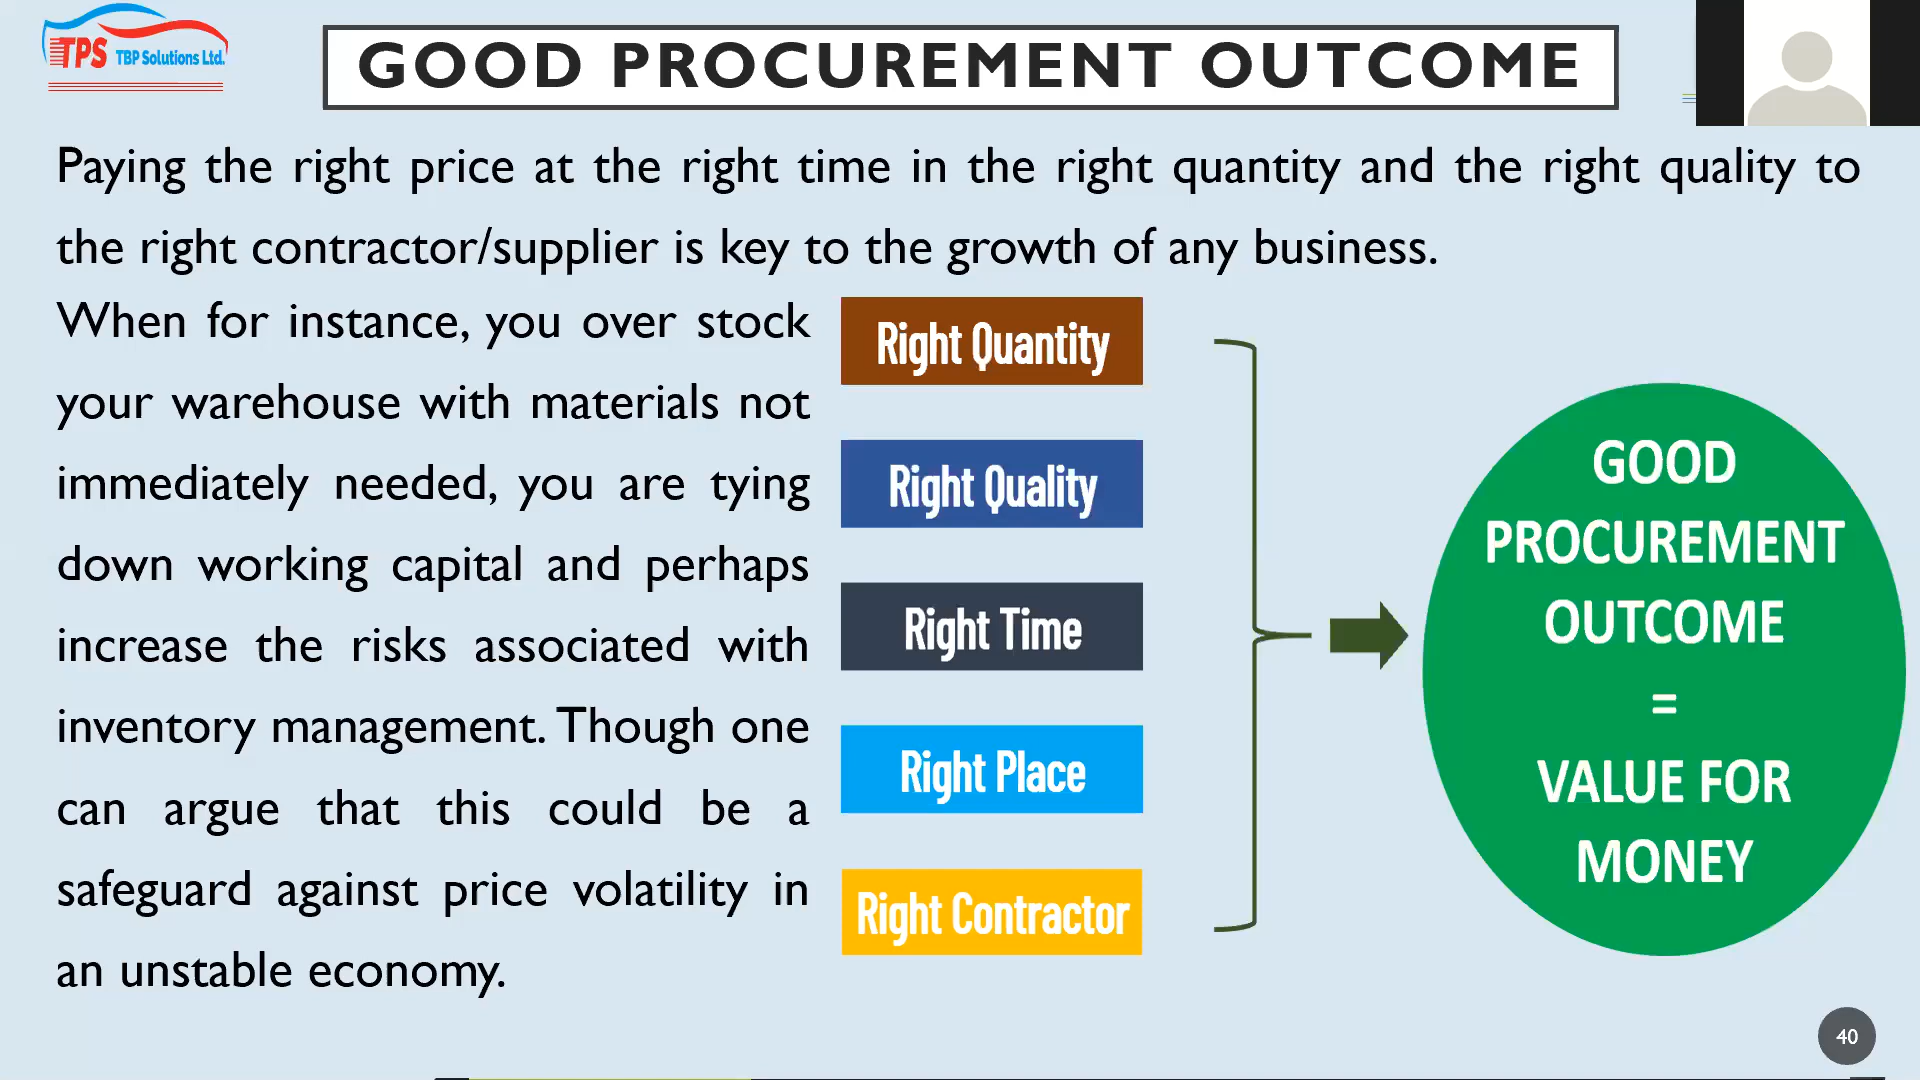 TPS TBP Solutions Ltd.
GOOD PROCUREMENT OUTCOME
Paying the right price at the right time in the right quantity and the right quality to
the right contractor/supplier is key to the growth of any business.
When for instance, you over stock
your warehouse with materials not
immediately needed, you are tying
down working capital and perhaps
increase the risks associated with
inventory management. Though one
can argue that this could be a
safeguard against price volatility in
an unstable economy.
Right Quantity
Right Quality
Right Time
Right Place
Right Contractor
GOOD
PROCUREMENT
OUTCOME
=
VALUE FOR
MONEY
40